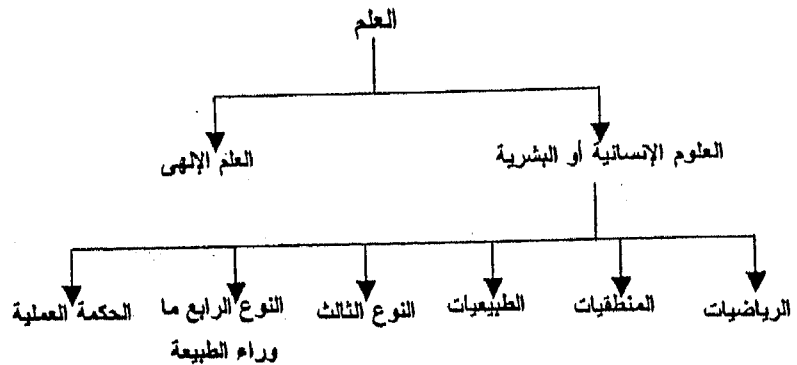 العلم
العلوم الإنسانية أو البشرية
العلم الإلهى
الرياضيات
المنطقيات
الطبيعيات
النوع الثالث
النوع الرابع ما
وراء الطبيعة
الحكمة العملية